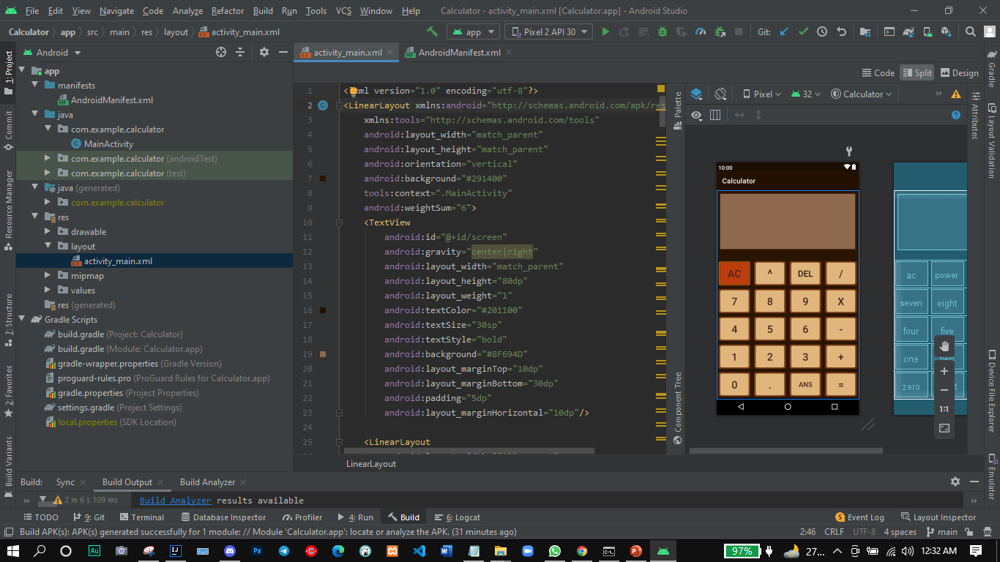 File Edit View Navigate Code Analyze Refactor Build Run Tools VCS Window Help Calculator - activity_main.xml [Calculator.app] - Android Studio
Calculator app src main res layout activity_main.xml app Pixel 2 API 30 Git:
1: Project
Commit
Resource Manager
7: Structure
2: Favorites
Build Variants
Android
app
manifests
AndroidManifest.xml
java
com.example.calculator
MainActivity
com.example.calculator (androidTest)
com.example.calculator (test)
java (generated)
com.example.calculator
res
drawable
layout
activity_main.xml
mipmap
values
res (generated)
Gradle Scripts
build.gradle (Project: Calculator)
build.gradle (Module: Calculator.app)
gradle-wrapper.properties (Gradle Version)
proguard-rules.pro (ProGuard Rules for Calculator.app)
gradle.properties (Project Properties)
settings.gradle (Project Settings)
local.properties (SDK Location)
activity_main.xml AndroidManifest.xml
Code Split Design
1 <?xml version="1.0" encoding="utf-8"?>
2 <LinearLayout xmlns:android="http://schemas.android.com/apk/res
3 xmlns:tools="http://schemas.android.com/tools"
4 android:layout_width="match_parent"
5 android:layout_height="match_parent"
6 android:orientation="vertical"
7 android:background="#291400"
8 tools:context=".MainActivity"
9 android:weightSum="6">
10 <TextView
11 android:id="@+id/screen"
12 android:gravity="center|right"
13 android:layout_width="match_parent"
14 android:layout_height="80dp"
15 android:layout_weight="1"
16 android:textColor="#201100"
17 android:textSize="30sp"
18 android:textStyle="bold"
19 android:background="#8F694D"
20 android:layout_marginTop="10dp"
21 android:layout_marginBottom="30dp"
22 android:padding="5dp"
23 android:layout_marginHorizontal="10dp"/>
24
25 <LinearLayout
LinearLayout
Palette
Component Tree
Pixel 32 Calculator
10:00
Calculator
AC ^ DEL /
7 8 9 X
4 5 6 -
1 2 3 +
0 . ANS =
ac power
seven eight
four five
one two
zero
1:1
Attributes
Gradle
Layout Validation
Device File Explorer
Emulator
Build: Sync Build Output Build Analyzer
2 m 6 s 109 ms Build Analyzer results available
TODO 9: Git Terminal Database Inspector Profiler 4: Run Build 6: Logcat 5 Event Log Layout Inspector
Build APK(s): APK(s) generated successfully for 1 module: // Module 'Calculator.app': locate or analyze the APK. (31 minutes ago) 2:46 CRLF UTF-8 4 spaces main
97% 27... 12:32 AM